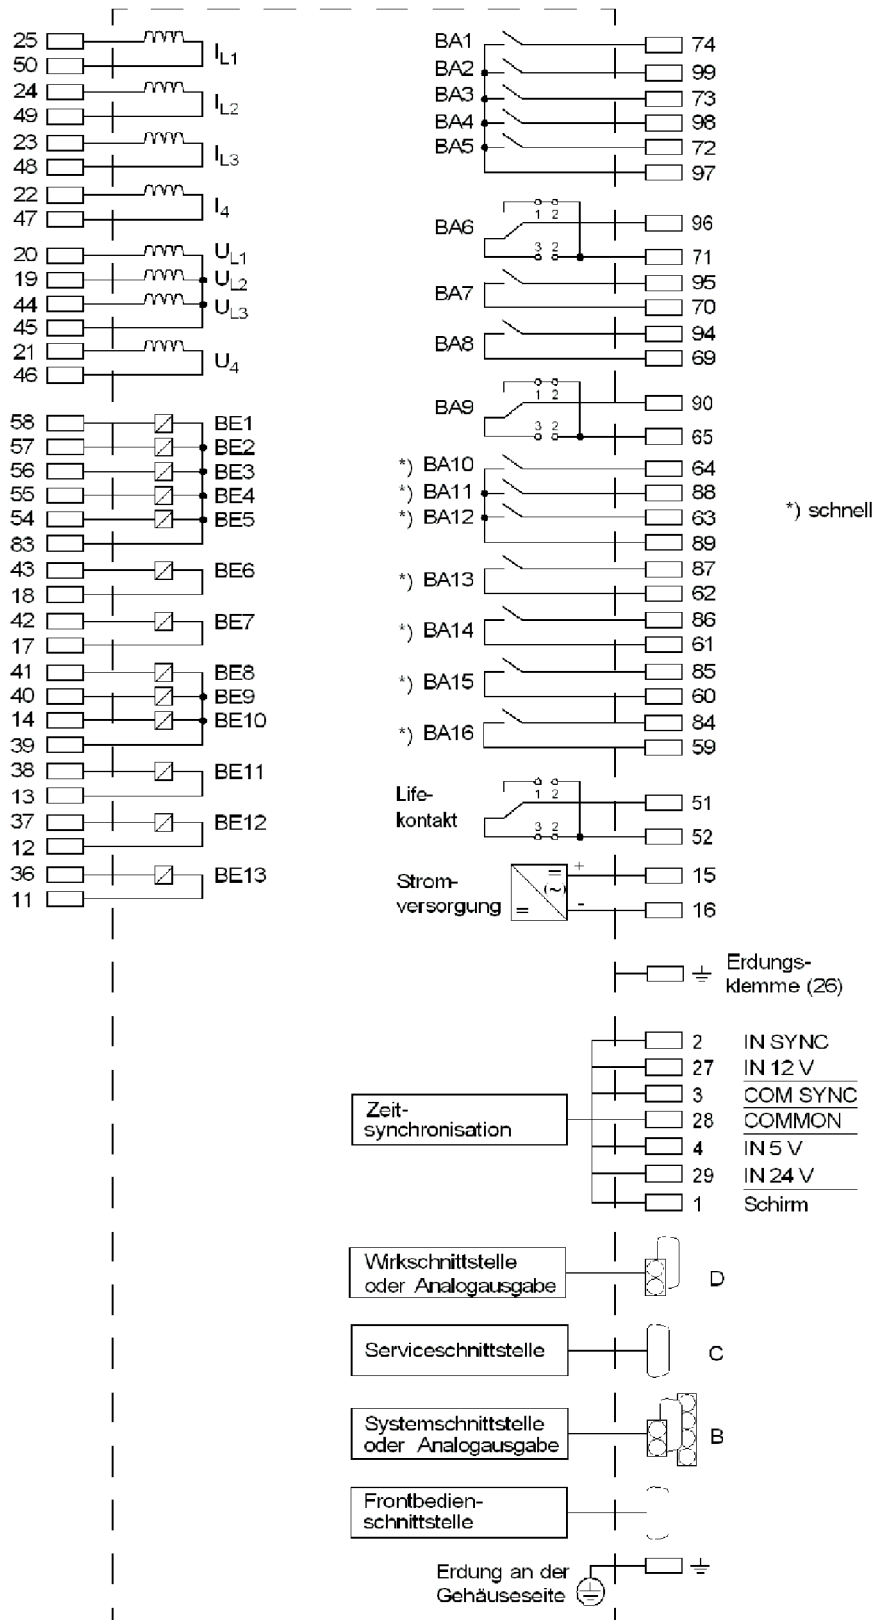 25
50
I L1
24
49
I L2
23
48
I L3
22
47
I 4
20
U L1
19
U L2
44
U L3
45
21
46
U 4
58 BE1
57 BE2
56 BE3
55 BE4
54 BE5
83
43 BE6
18
42 BE7
17
41 BE8
40 BE9
14 BE10
39
38 BE11
13
37 BE12
12
36 BE13
11
BA1 74
BA2 99
BA3 73
BA4 98
BA5 72
97
1 2
BA6 96
3 2
71
BA7 95
70
BA8 94
69
1 2
BA9 90
3 2
65
*) BA10 64
*) BA11 88
*) BA12 63
*) schnell
89
*) BA13 87
62
*) BA14 86
61
*) BA15 85
60
*) BA16 84
59
Life-
kontakt
1 2
51
3 2
52
Strom-
versorgung
= (~) =
+ 15
- 16
Erdungs-
klemme (26)
Zeit-
synchronisation
2 IN SYNC
27 IN 12 V
3 COM SYNC
28 COMMON
4 IN 5 V
29 IN 24 V
1 Schirm
Wirkschnittstelle
oder Analogausgabe
D
Serviceschnittstelle
C
Systemschnittstelle
oder Analogausgabe
B
Frontbedien-
schnittstelle
Erdung an der
Gehäuseseite